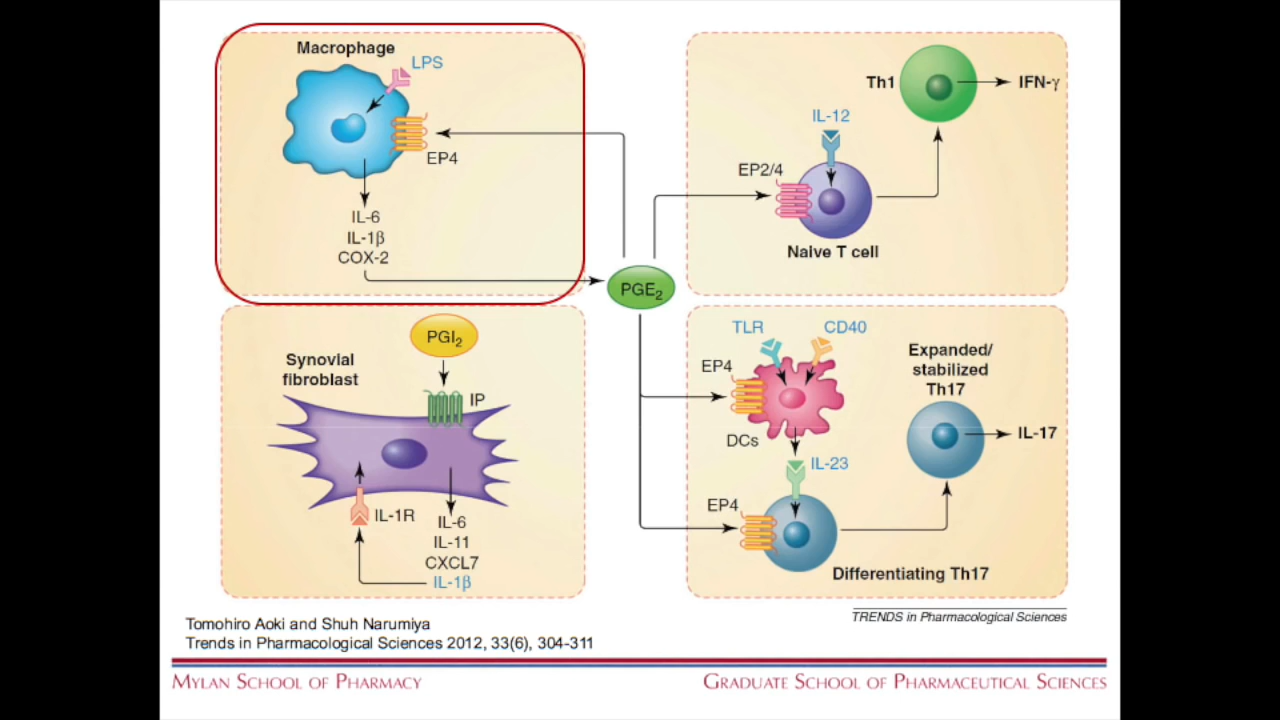 Macrophage
LPS
EP4
IL-6
IL-1β
COX-2
PGE2
Th1
IFN-γ
IL-12
EP2/4
Naive T cell
PGI2
Synovial
fibroblast
IP
IL-1R
IL-6
IL-11
CXCL7
IL-1β
TLR
CD40
EP4
DCs
IL-23
EP4
Expanded/
stabilized
Th17
IL-17
Differentiating Th17
TRENDS in Pharmacological Sciences
Tomohiro Aoki and Shuh Narumiya
Trends in Pharmacological Sciences 2012, 33(6), 304-311
MYLAN SCHOOL OF PHARMACY
GRADUATE SCHOOL OF PHARMACEUTICAL SCIENCES